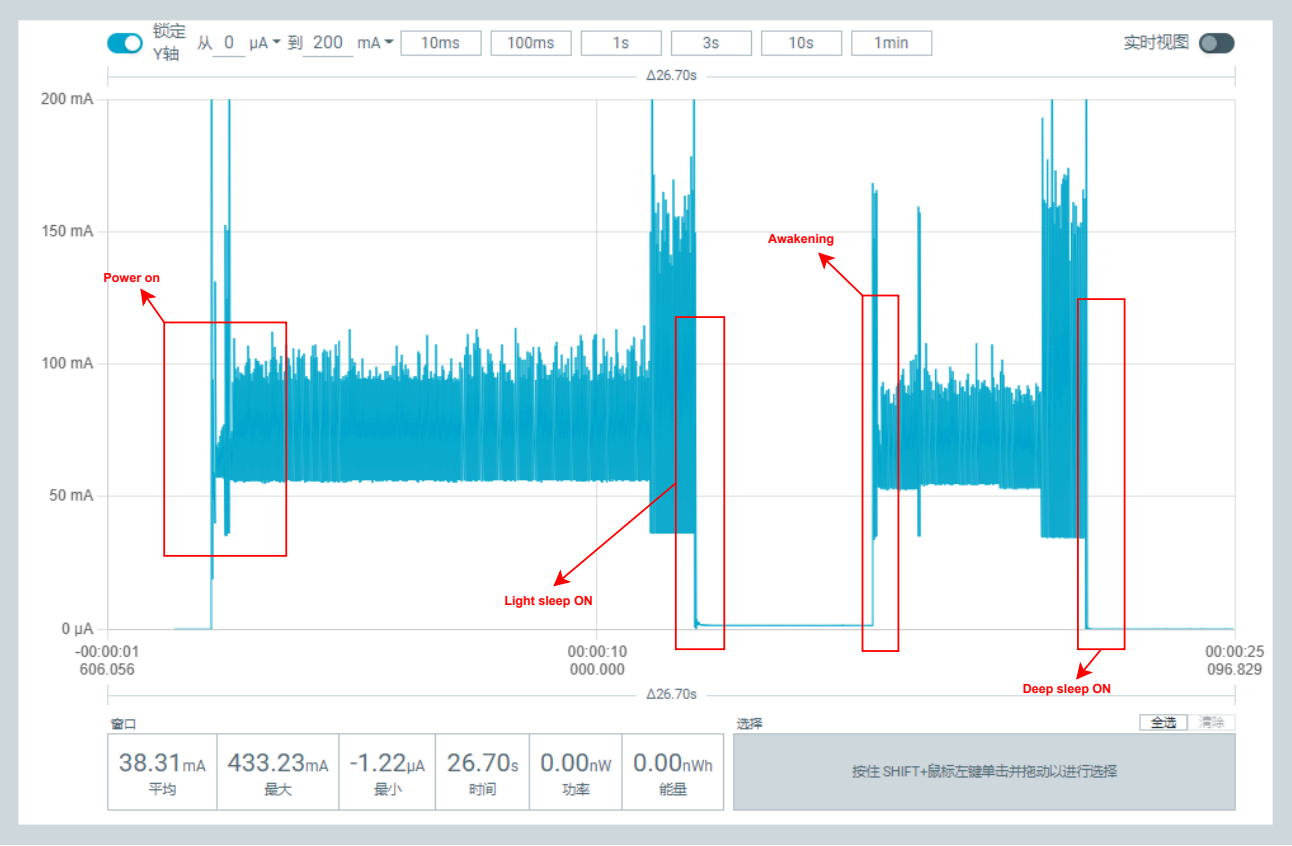 锁定
Y轴
从 0 µA 到 200 mA 10ms 100ms 1s 3s 10s 1min 实时视图
Δ26.70s
200 mA
150 mA
Awakening
Power on
100 mA
50 mA
Light sleep ON
0 µA
-00:00:01 00:00:10 00:00:25
606.056 000.000 096.829
Deep sleep ON
Δ26.70s
窗口 选择 全选 清除
38.31mA 433.23mA -1.22µA 26.70s 0.00nW 0.00nWh
平均 最大 最小 时间 功率 能量
按住 SHIFT+鼠标左键单击并拖动以进行选择